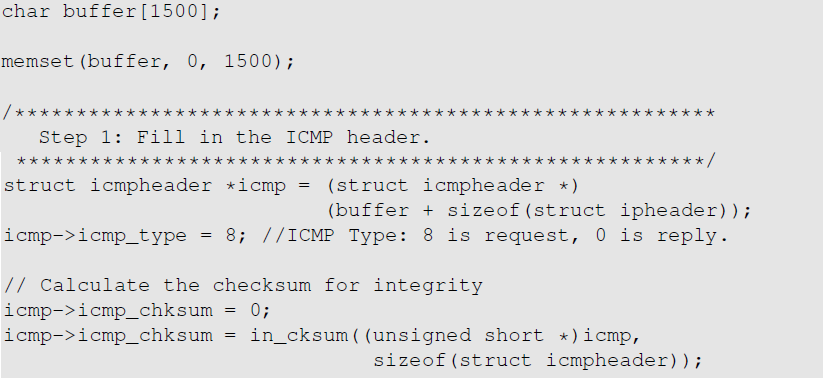 char buffer[1500];
memset(buffer, 0, 1500);
/*********************************************************
Step 1: Fill in the ICMP header.
********************************************************/
struct icmpheader *icmp = (struct icmpheader *)
(buffer + sizeof(struct ipheader));
icmp->icmp_type = 8; //ICMP Type: 8 is request, 0 is reply.
// Calculate the checksum for integrity
icmp->icmp_chksum = 0;
icmp->icmp_chksum = in_cksum((unsigned short *)icmp,
sizeof(struct icmpheader));